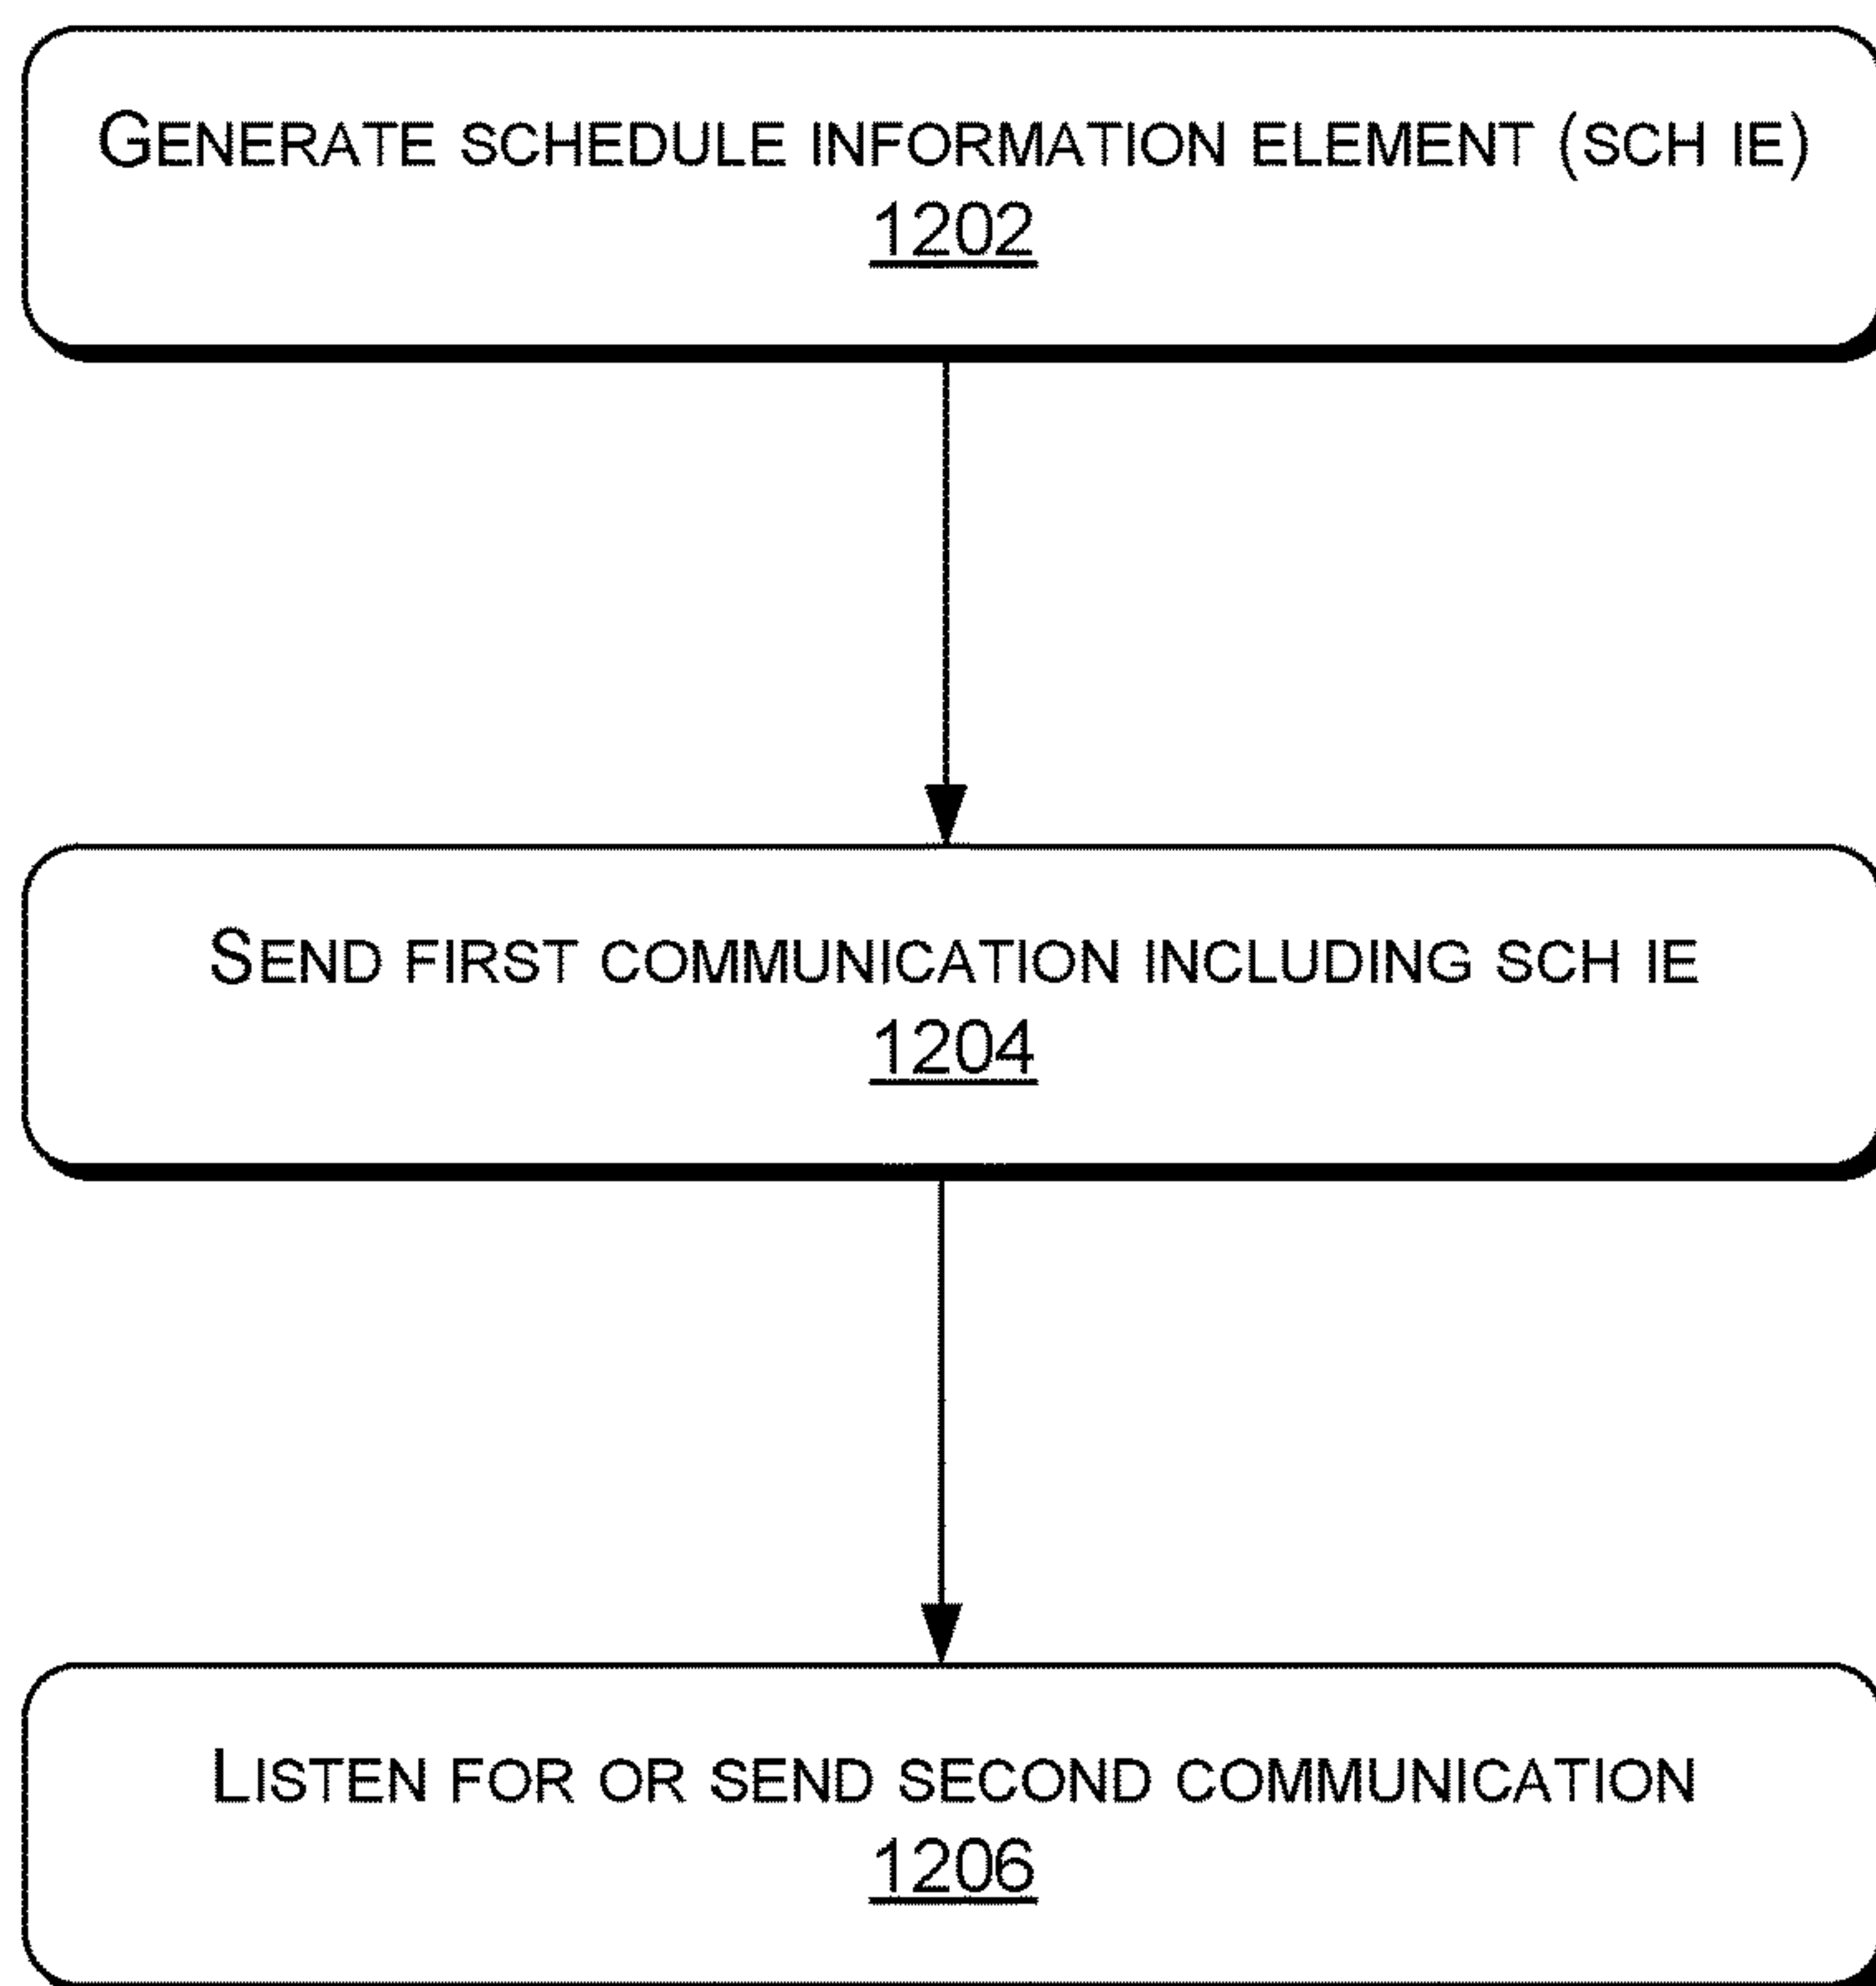 GENERATE SCHEDULE INFORMATION ELEMENT (SCH IE)
1202
SEND FIRST COMMUNICATION INCLUDING SCH IE
1204
LISTEN FOR OR SEND SECOND COMMUNICATION
1206